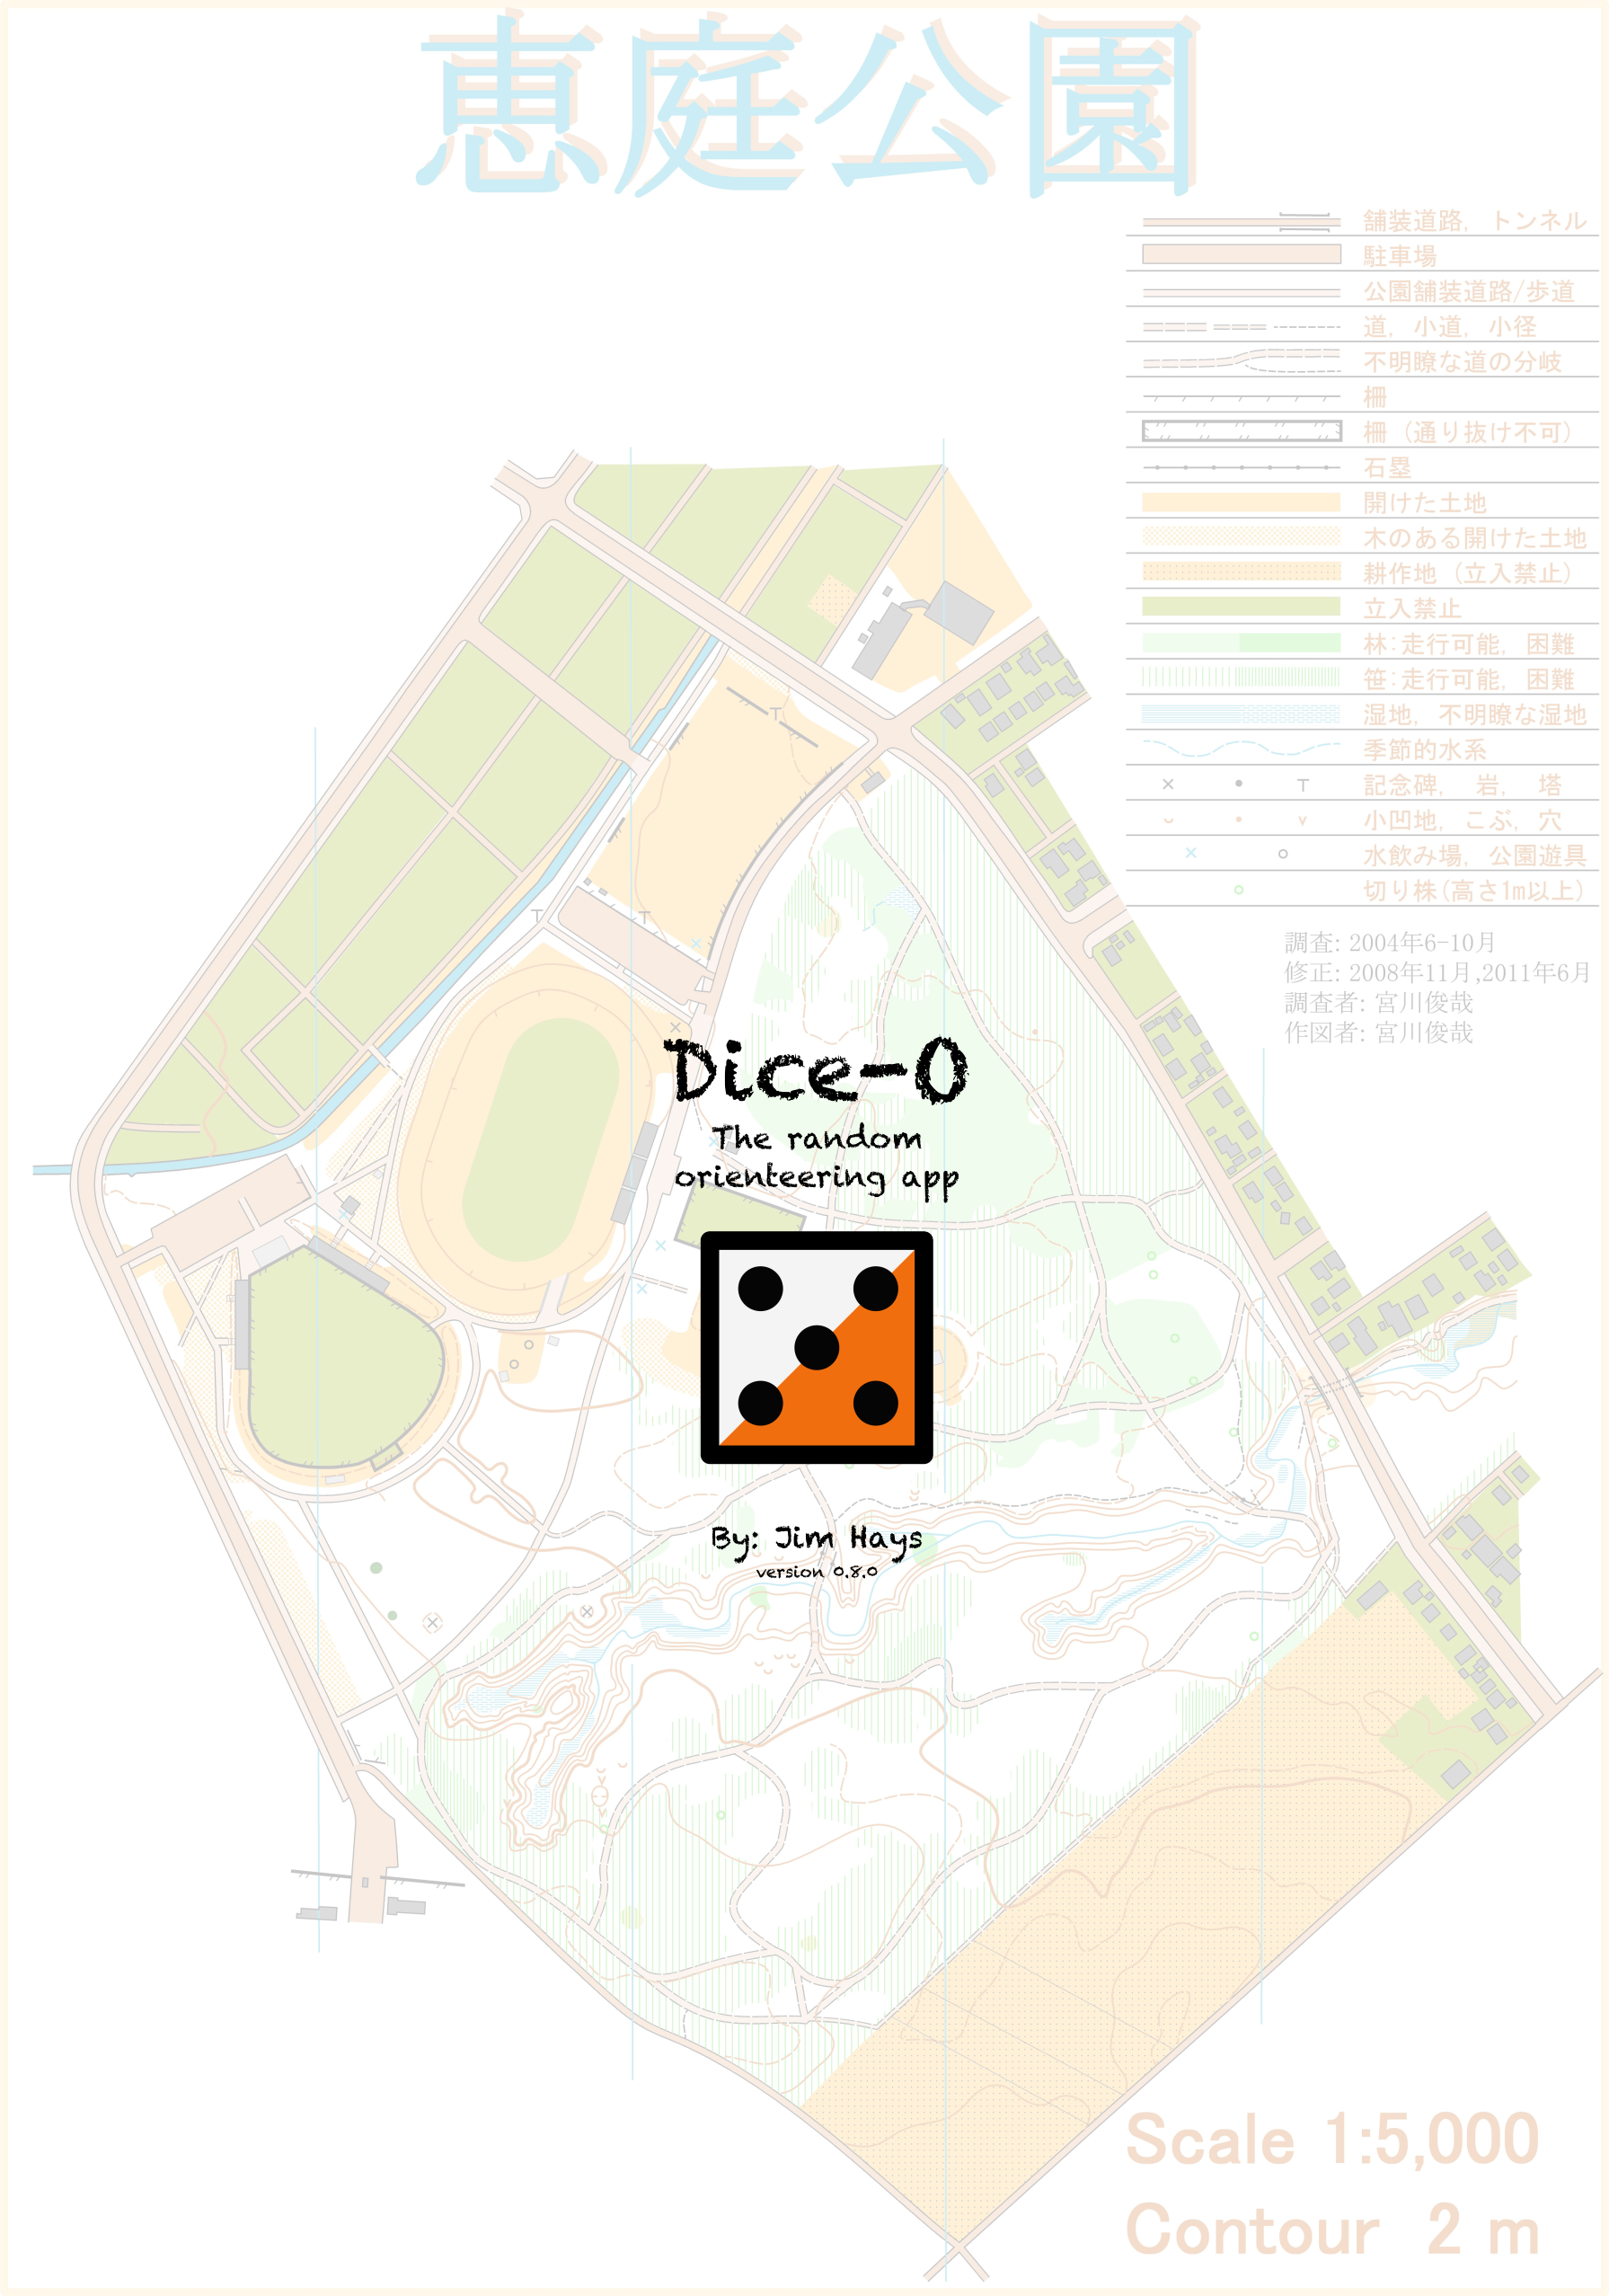 恵庭公園
舗装道路, トンネル
駐車場
公園舗装道路/歩道
道, 小道, 小径
不明瞭な道の分岐
柵
柵 (通り抜け不可)
石塁
開けた土地
木のある開けた土地
耕作地 (立入禁止)
立入禁止
林:走行可能, 困難
笹:走行可能, 困難
湿地, 不明瞭な湿地
季節的水系
記念碑, 岩, 塔
小凹地, こぶ, 穴
水飲み場, 公園遊具
切り株(高さ1m以上)
調査: 2004年6-10月
修正: 2008年11月,2011年6月
調査者: 宮川俊哉
作図者: 宮川俊哉
Dice-O
The random
orienteering app
By: Jim Hays
version 0.8.0
Scale 1:5,000
Contour 2 m